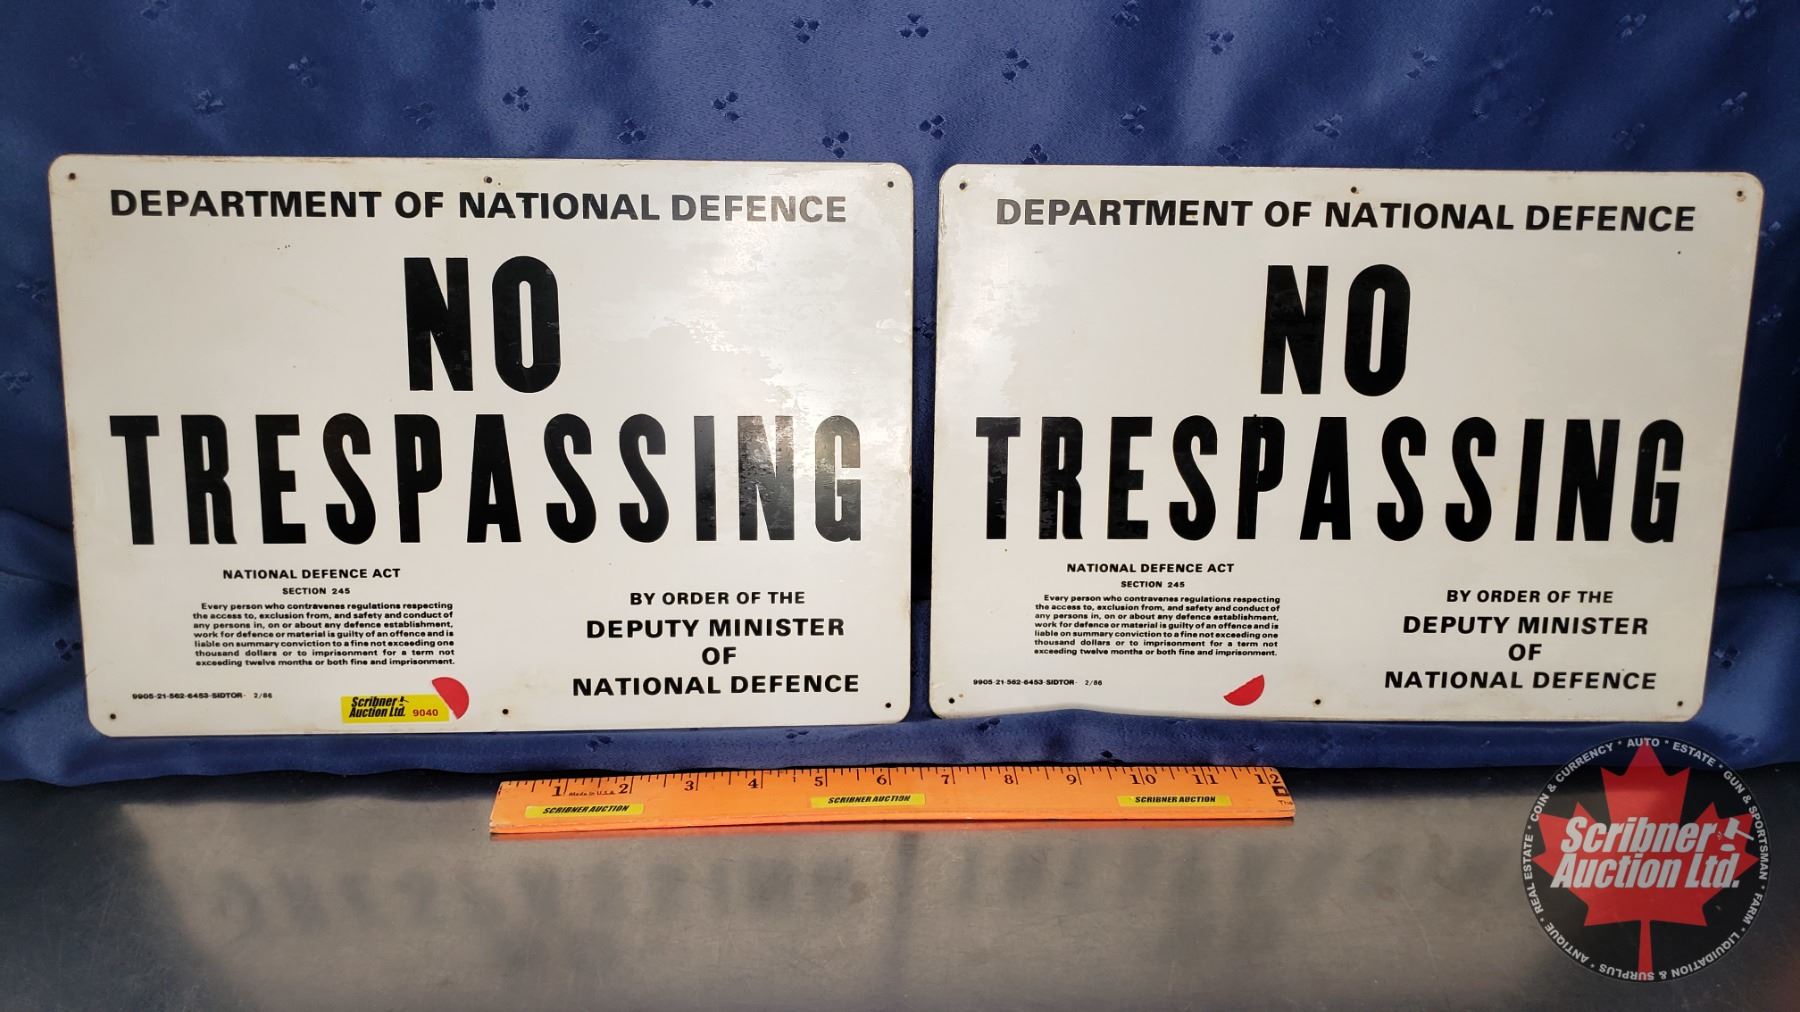 DEPARTMENT OF NATIONAL DEFENCE
NO
TRESPASSING
NATIONAL DEFENCE ACT
SECTION 245
Every person who contravenes regulations respecting
the access to, exclusion from, and safety and conduct of
any persons in, on or about any defence establishment,
work for defence or material is guilty of an offence and is
liable on summary conviction to a fine not exceeding one
thousand dollars or to imprisonment for a term not
exceeding twelve months or both fine and imprisonment.
9905-21-562-6453 SIDTOR- 2/86
BY ORDER OF THE
DEPUTY MINISTER
OF
NATIONAL DEFENCE
Scribner
Auction Ltd. 9040
DEPARTMENT OF NATIONAL DEFENCE
NO
TRESPASSING
NATIONAL DEFENCE ACT
SECTION 245
Every person who contravenes regulations respecting
the access to, exclusion from, and safety and conduct of
any persons in, on or about any defence establishment,
work for defence or material is guilty of an offence and is
liable on summary conviction to a fine not exceeding one
thousand dollars or to imprisonment for a term not
exceeding twelve months or both fine and imprisonment.
9905-21-562-6453-SIDTOR- 2/86
BY ORDER OF THE
DEPUTY MINISTER
OF
NATIONAL DEFENCE
1 2 3 4 5 6 7 8 9 10 11 12
Made in U.S.A
SCRIBNER AUCTION SCRIBNER AUCTION SCRIBNER AUCTION
Scribner
Auction Ltd.
ANTIQUE * REAL ESTATE * COIN & CURRENCY * AUTO * ESTATE * GUN & SPORTSMAN * FARM * LIQUIDATION & SURPLUS *